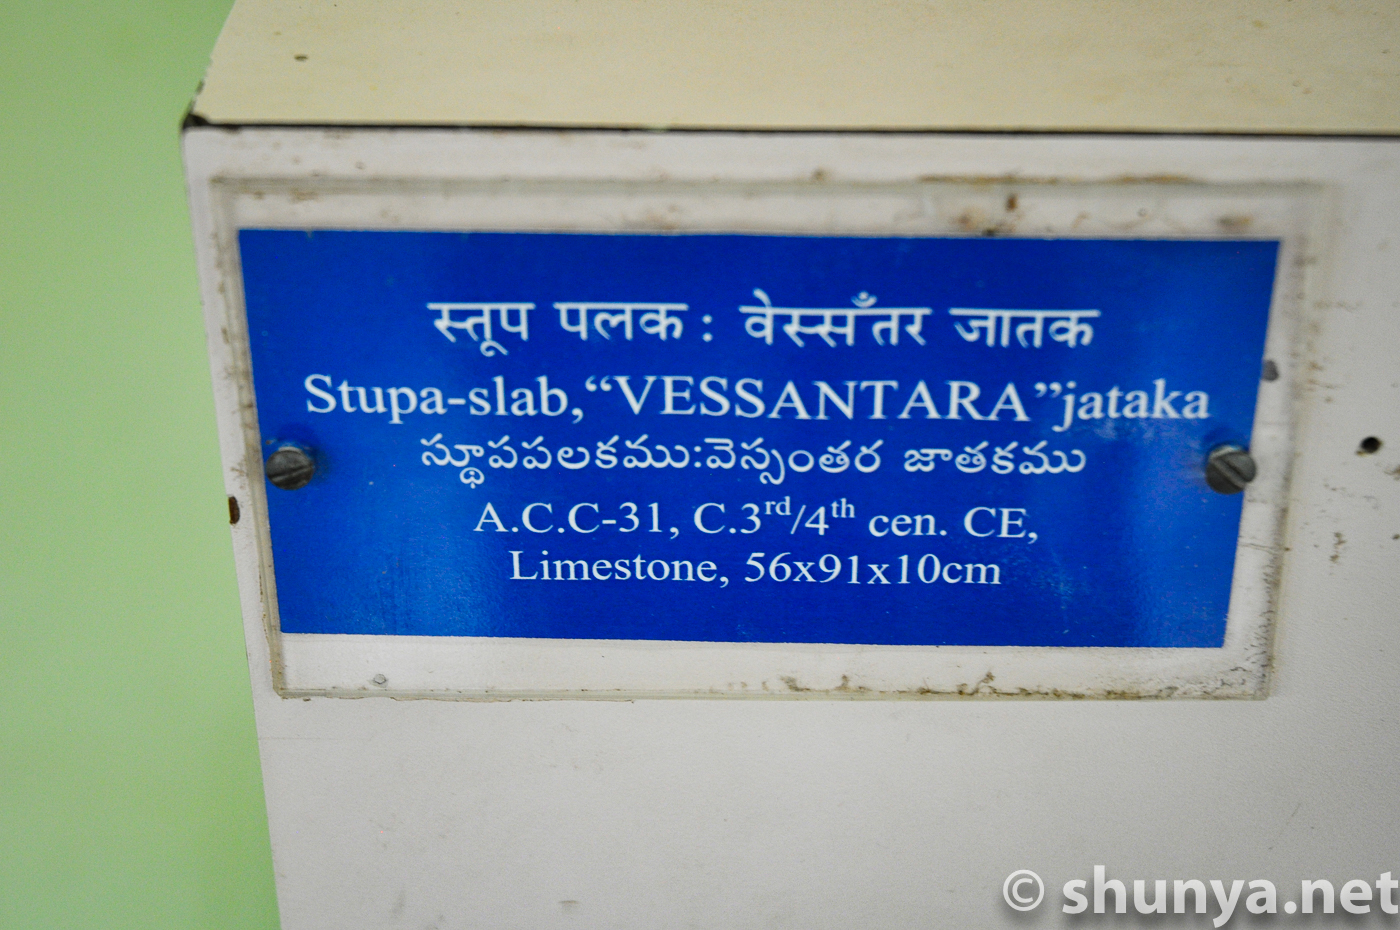 स्तूप पलक : वेस्सँतर जातक
Stupa-slab,“VESSANTARA”jataka
స్థూపపలకము:వెస్సంతర జాతకము
A.C.C-31, C.3rd/4th cen. CE,
Limestone, 56x91x10cm
© shunya.net